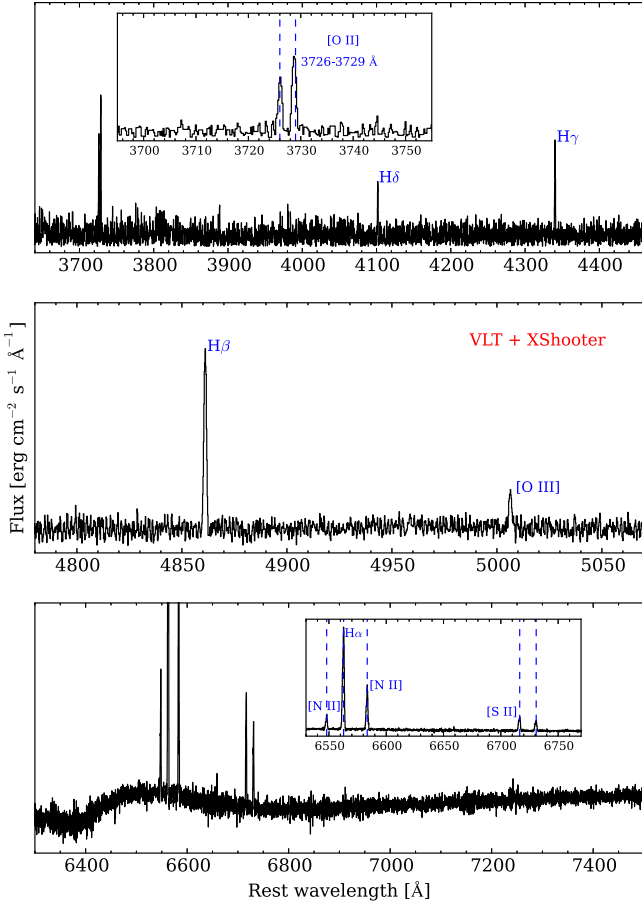 [O II]
3726-3729 Å
3700 3710 3720 3730 3740 3750
Hδ
Hγ
3700 3800 3900 4000 4100 4200 4300 4400
Flux [erg cm⁻² s⁻¹ Å⁻¹]
Hβ
VLT + XShooter
[O III]
4800 4850 4900 4950 5000 5050
Hα
[N II]
[N II]
[S II]
6550 6600 6650 6700 6750
6400 6600 6800 7000 7200 7400
Rest wavelength [Å]